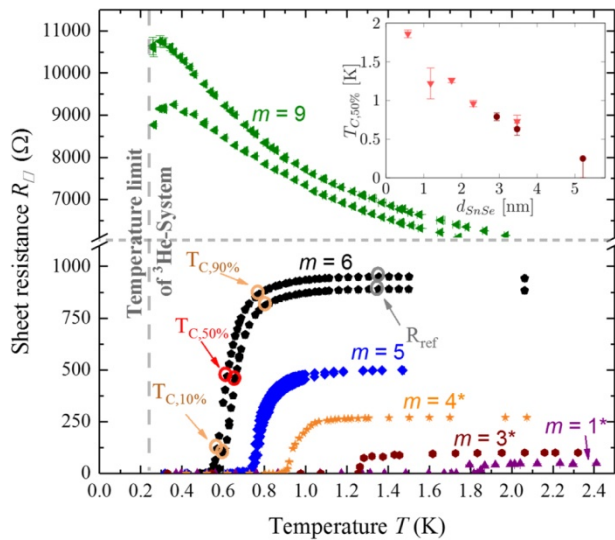 11000
10000
9000
8000
7000
1000
750
500
250
0
Sheet resistance R□ (Ω)
0.0 0.2 0.4 0.6 0.8 1.0 1.2 1.4 1.6 1.8 2.0 2.2 2.4
Temperature T (K)
Temperature limit
of ³He-System
m = 9
m = 6
m = 5
m = 4*
m = 3*
m = 1*
T_C,90%
T_C,50%
T_C,10%
R_ref
2
1.5
1
0.5
0
T_C,50% [K]
0 1 2 3 4 5
d_SnSe [nm]